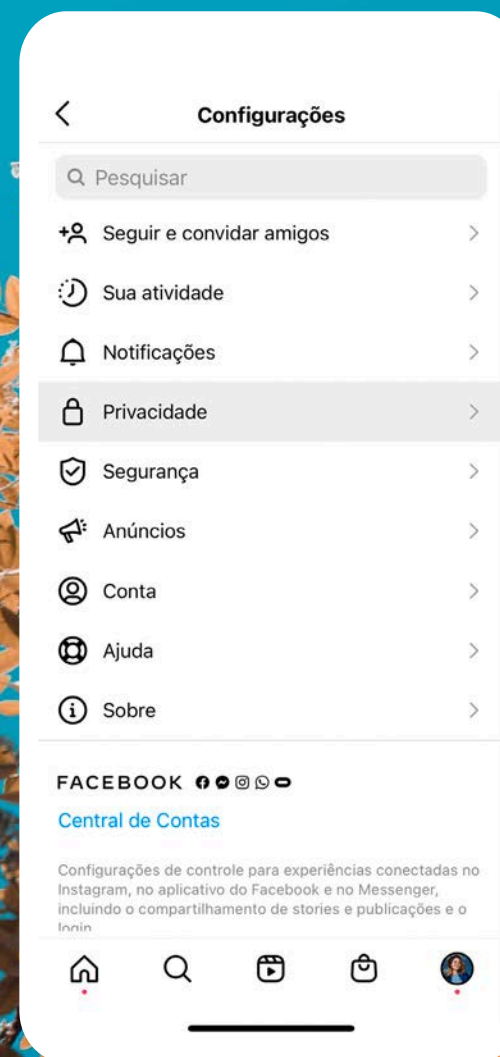 Configurações
Pesquisar
Seguir e convidar amigos
Sua atividade
Notificações
Privacidade
Segurança
Anúncios
Conta
Ajuda
Sobre
FACEBOOK
Central de Contas
Configurações de controle para experiências conectadas no
Instagram, no aplicativo do Facebook e no Messenger,
incluindo o compartilhamento de stories e publicações e o
login